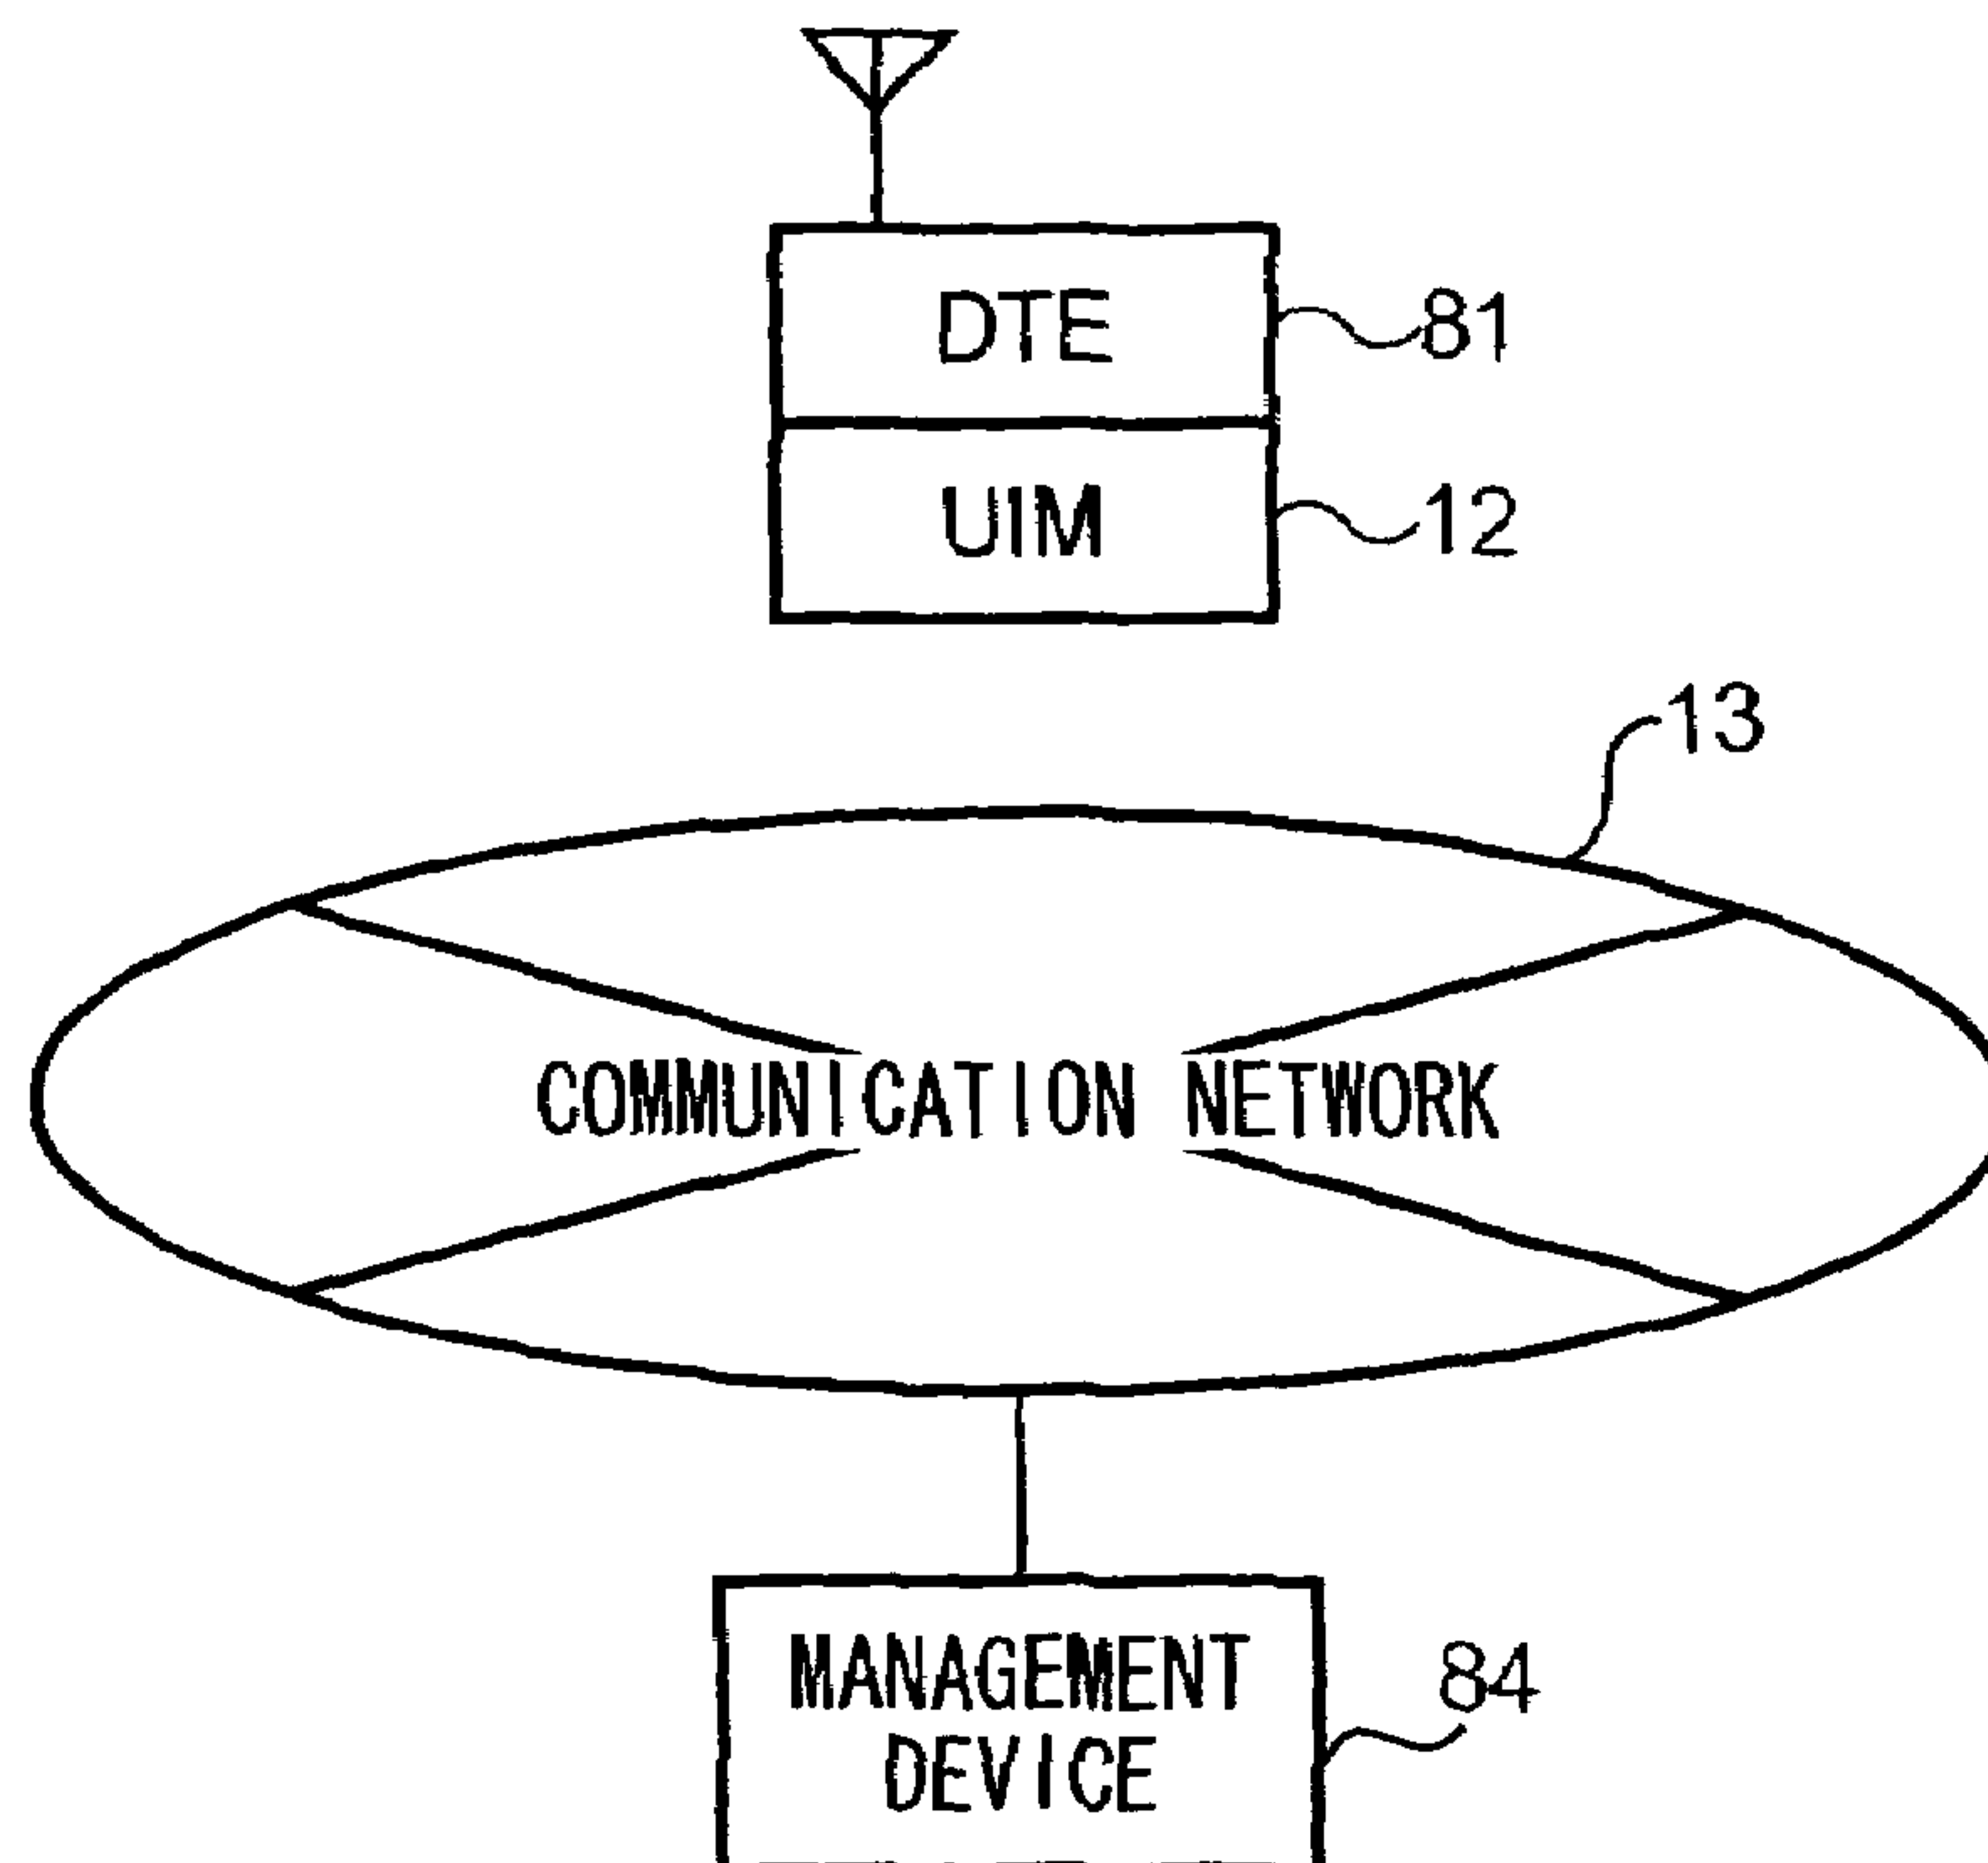 DTE 81
UIM 12
13
COMMUNICATION NETWORK
MANAGEMENT
DEVICE
84